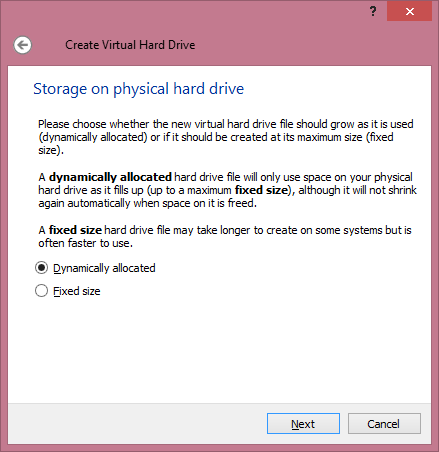 ?
Create Virtual Hard Drive
Storage on physical hard drive
Please choose whether the new virtual hard drive file should grow as it is used
(dynamically allocated) or if it should be created at its maximum size (fixed
size).
A dynamically allocated hard drive file will only use space on your physical
hard drive as it fills up (up to a maximum fixed size), although it will not shrink
again automatically when space on it is freed.
A fixed size hard drive file may take longer to create on some systems but is
often faster to use.
Dynamically allocated
Fixed size
Next Cancel